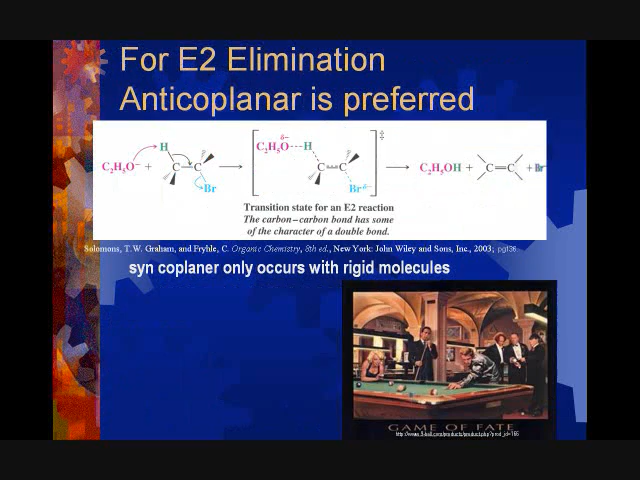 For E2 Elimination
Anticoplanar is preferred
δ−
H C₂H₅O---H
C₂H₅O⁻ + C—C → C═C → C₂H₅OH + C=C + Br
Br Br δ− ‡
Transition state for an E2 reaction
The carbon–carbon bond has some
of the character of a double bond.
Solomons, T.W. Graham, and Fryhle, C. Organic Chemistry, 8th ed., New York: John Wiley and Sons, Inc., 2003;
syn coplaner only occurs with rigid molecules
GAME OF FATE